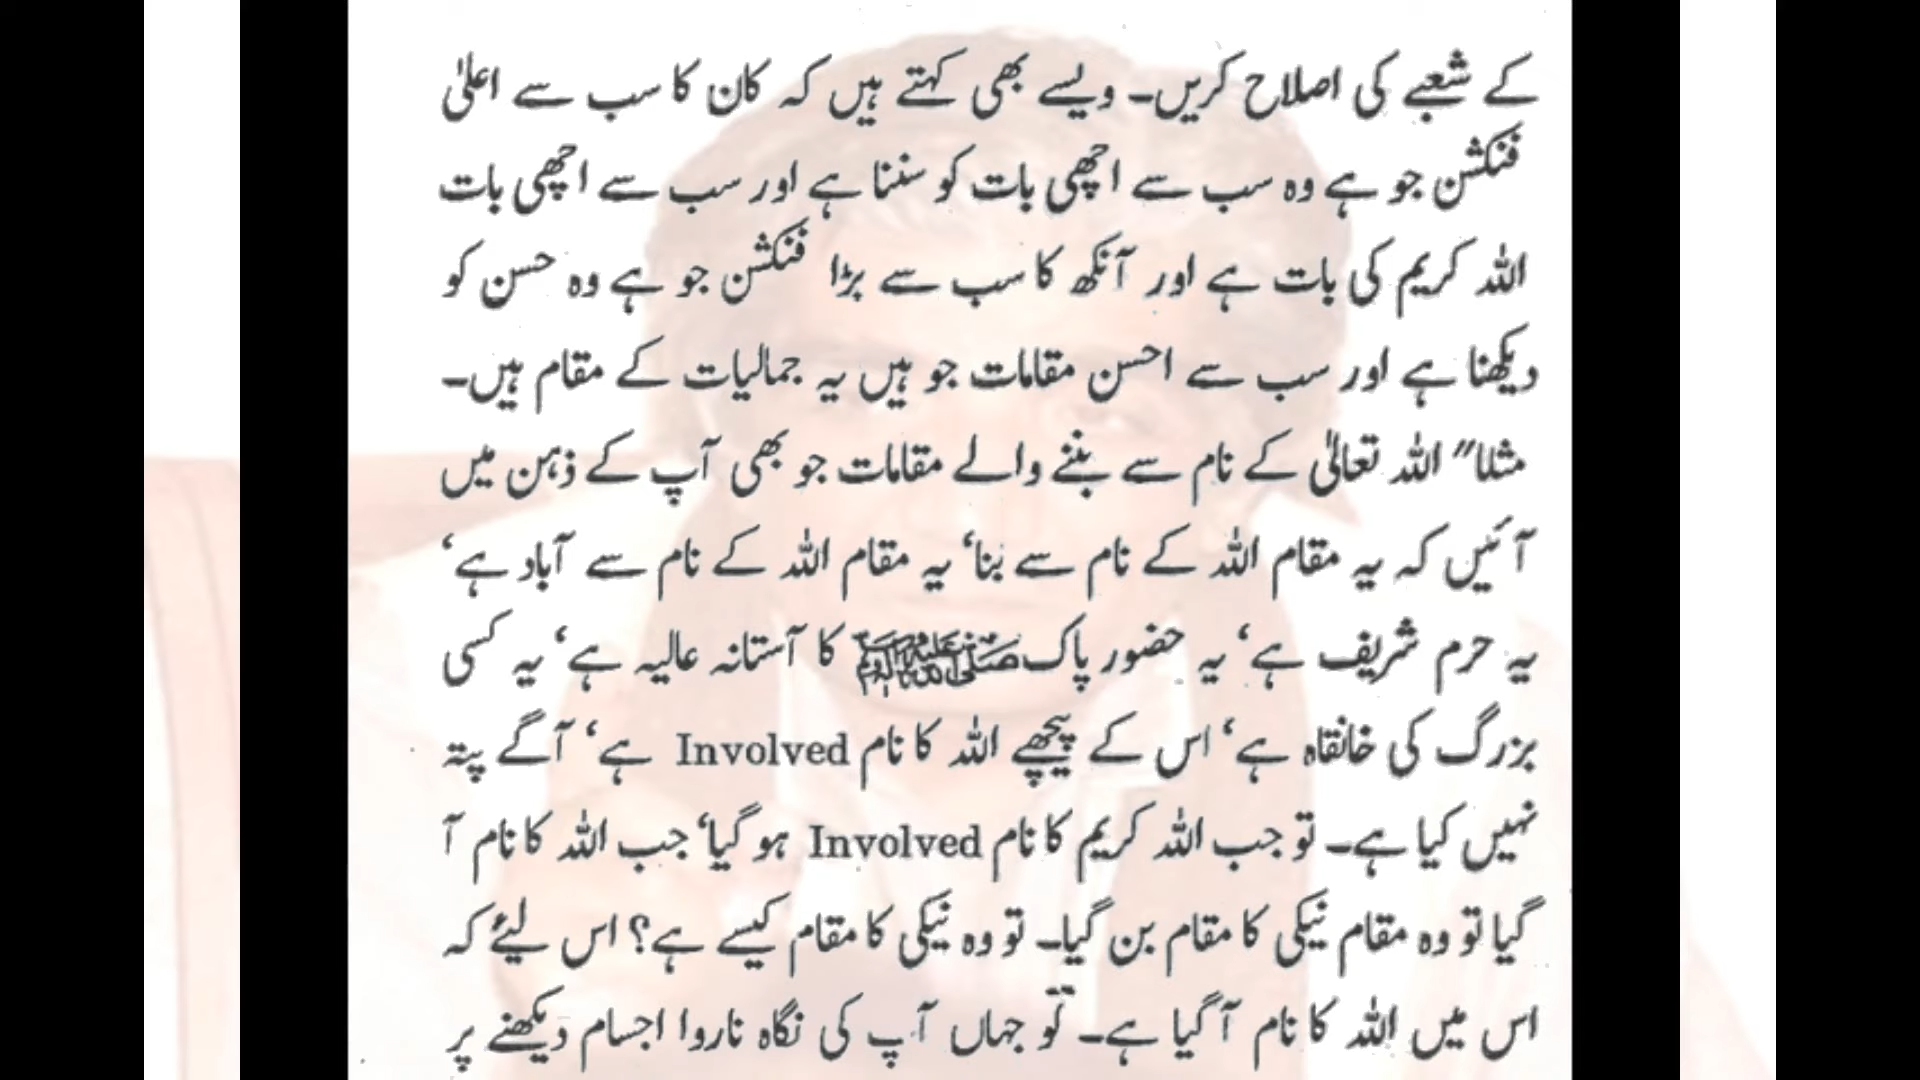 کے شعبے کی اصلاح کریں۔ ویسے بھی کہتے ہیں کہ کان کا سب سے اعلیٰ
فنکشن جو ہے وہ سب سے اچھی بات کو سننا ہے اور سب سے اچھی بات
اللہ کریم کی بات ہے اور آنکھ کا سب سے بڑا فنکشن جو ہے وہ حسن کو
دیکھنا ہے اور سب سے احسن مقامات جو ہیں یہ جمالیات کے مقام ہیں۔
مثلا" اللہ تعالیٰ کے نام سے بننے والے مقامات جو بھی آپ کے ذہن میں
آئیں کہ یہ مقام اللہ کے نام سے بنا‘ یہ مقام اللہ کے نام سے آباد ہے‘
یہ حرم شریف ہے‘ یہ حضور پاک ﷺ کا آستانہ عالیہ ہے‘ یہ کسی
بزرگ کی خانقاہ ہے‘ اس کے پیچھے اللہ کا نام Involved ہے‘ آگے پتہ
نہیں کیا ہے۔ تو جب اللہ کریم کا نام Involved ہو گیا‘ جب اللہ کا نام آ
گیا تو وہ مقام نیکی کا مقام بن گیا۔ تو وہ نیکی کا مقام کیسے ہے؟ اس لیئے کہ
اس میں اللہ کا نام آ گیا ہے۔ تو جہاں آپ کی نگاہ ناروا اجسام دیکھنے پر